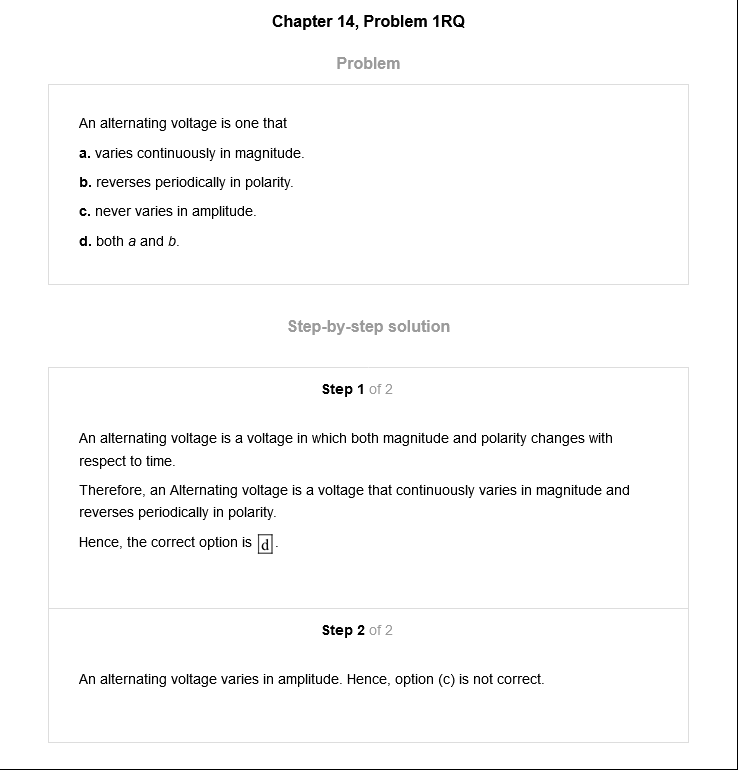 Chapter 14, Problem 1RQ
Problem
An alternating voltage is one that
a. varies continuously in magnitude.
b. reverses periodically in polarity.
c. never varies in amplitude.
d. both a and b.
Step-by-step solution
Step 1 of 2
An alternating voltage is a voltage in which both magnitude and polarity changes with
respect to time.
Therefore, an Alternating voltage is a voltage that continuously varies in magnitude and
reverses periodically in polarity.
Hence, the correct option is d.
Step 2 of 2
An alternating voltage varies in amplitude. Hence, option (c) is not correct.